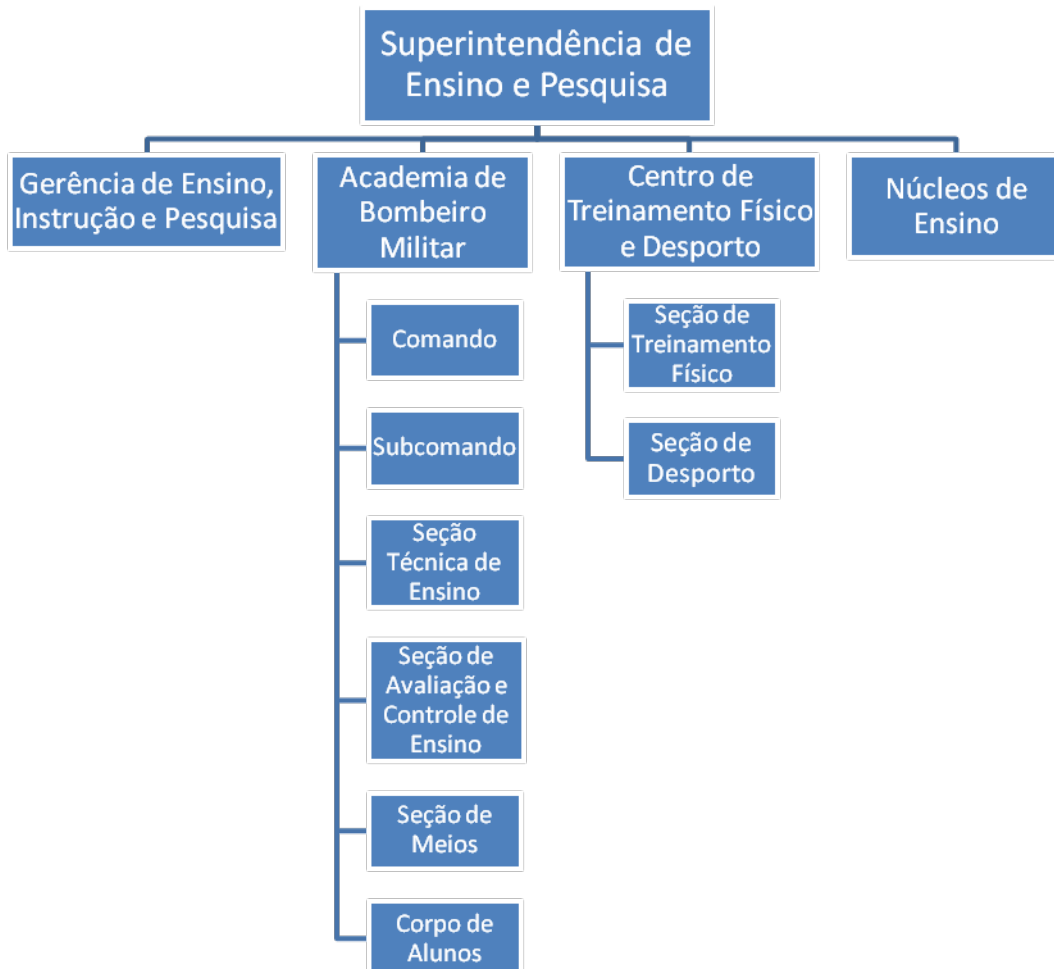 Superintendência de
Ensino e Pesquisa
Gerência de Ensino,
Instrução e Pesquisa
Academia de
Bombeiro
Militar
Centro de
Treinamento Físico
e Desporto
Núcleos de
Ensino
Comando
Subcomando
Seção
Técnica de
Ensino
Seção de
Avaliação e
Controle de
Ensino
Seção de
Meios
Corpo de
Alunos
Seção de
Treinamento
Físico
Seção de
Desporto